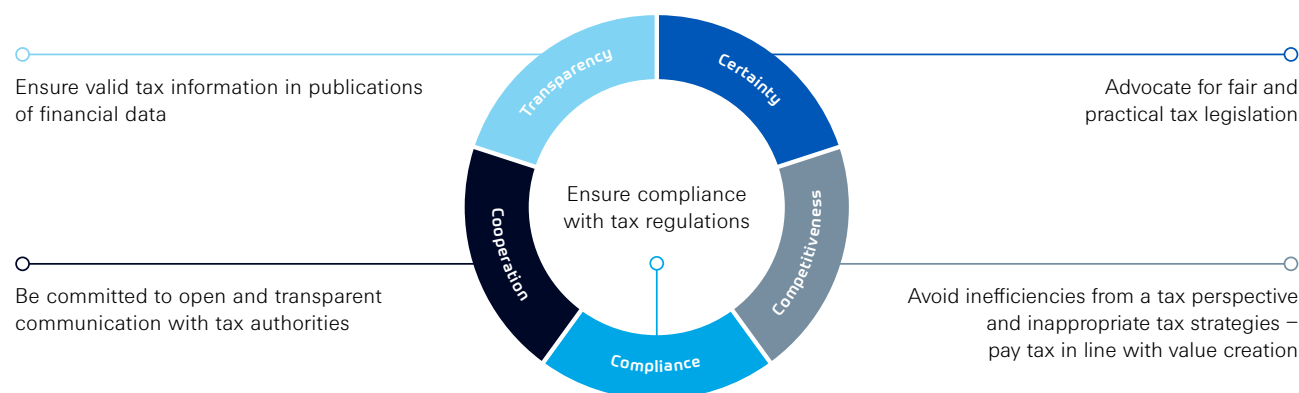 Transparency
Certainty
Ensure valid tax information in publications
of financial data
Advocate for fair and
practical tax legislation
Ensure compliance
with tax regulations
Cooperation
Competitiveness
Be committed to open and transparent
communication with tax authorities
Avoid inefficiencies from a tax perspective
and inappropriate tax strategies –
pay tax in line with value creation
Compliance